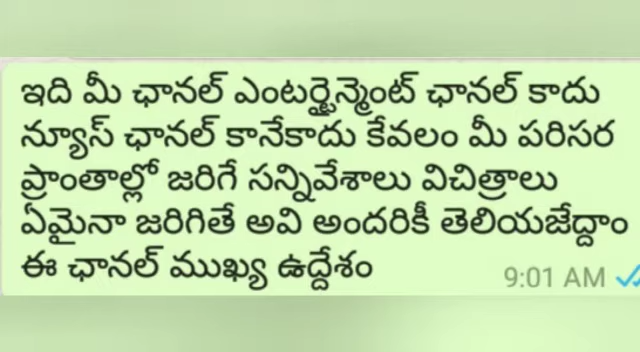 ఇది మీ ఛానల్ ఎంటర్టైన్మెంట్ ఛానల్ కాదు
న్యూస్ ఛానల్ కానేకాదు కేవలం మీ పరిసర
ప్రాంతాల్లో జరిగే సన్నివేశాలు విచిత్రాలు
ఏమైనా జరిగితే అవి అందరికీ తెలియజేద్దాం
ఈ ఛానల్ ముఖ్య ఉద్దేశం
9:01 AM